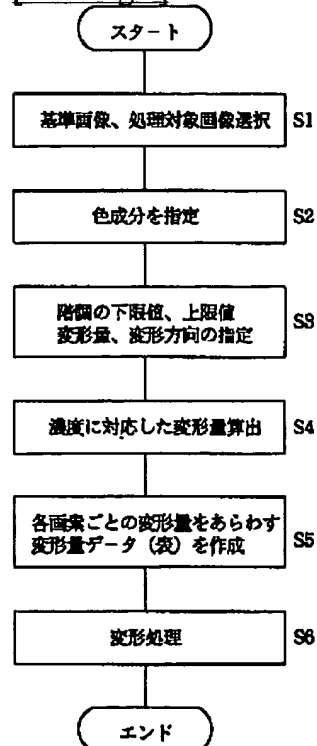 スタート
基準画像、処理対象画像選択 S1
色成分を指定 S2
階調の下限値、上限値
変形量、変形方向の指定 S3
濃度に対応した変形量算出 S4
各画素ごとの変形量をあらわす
変形量データ（表）を作成 S5
変形処理 S6
エンド